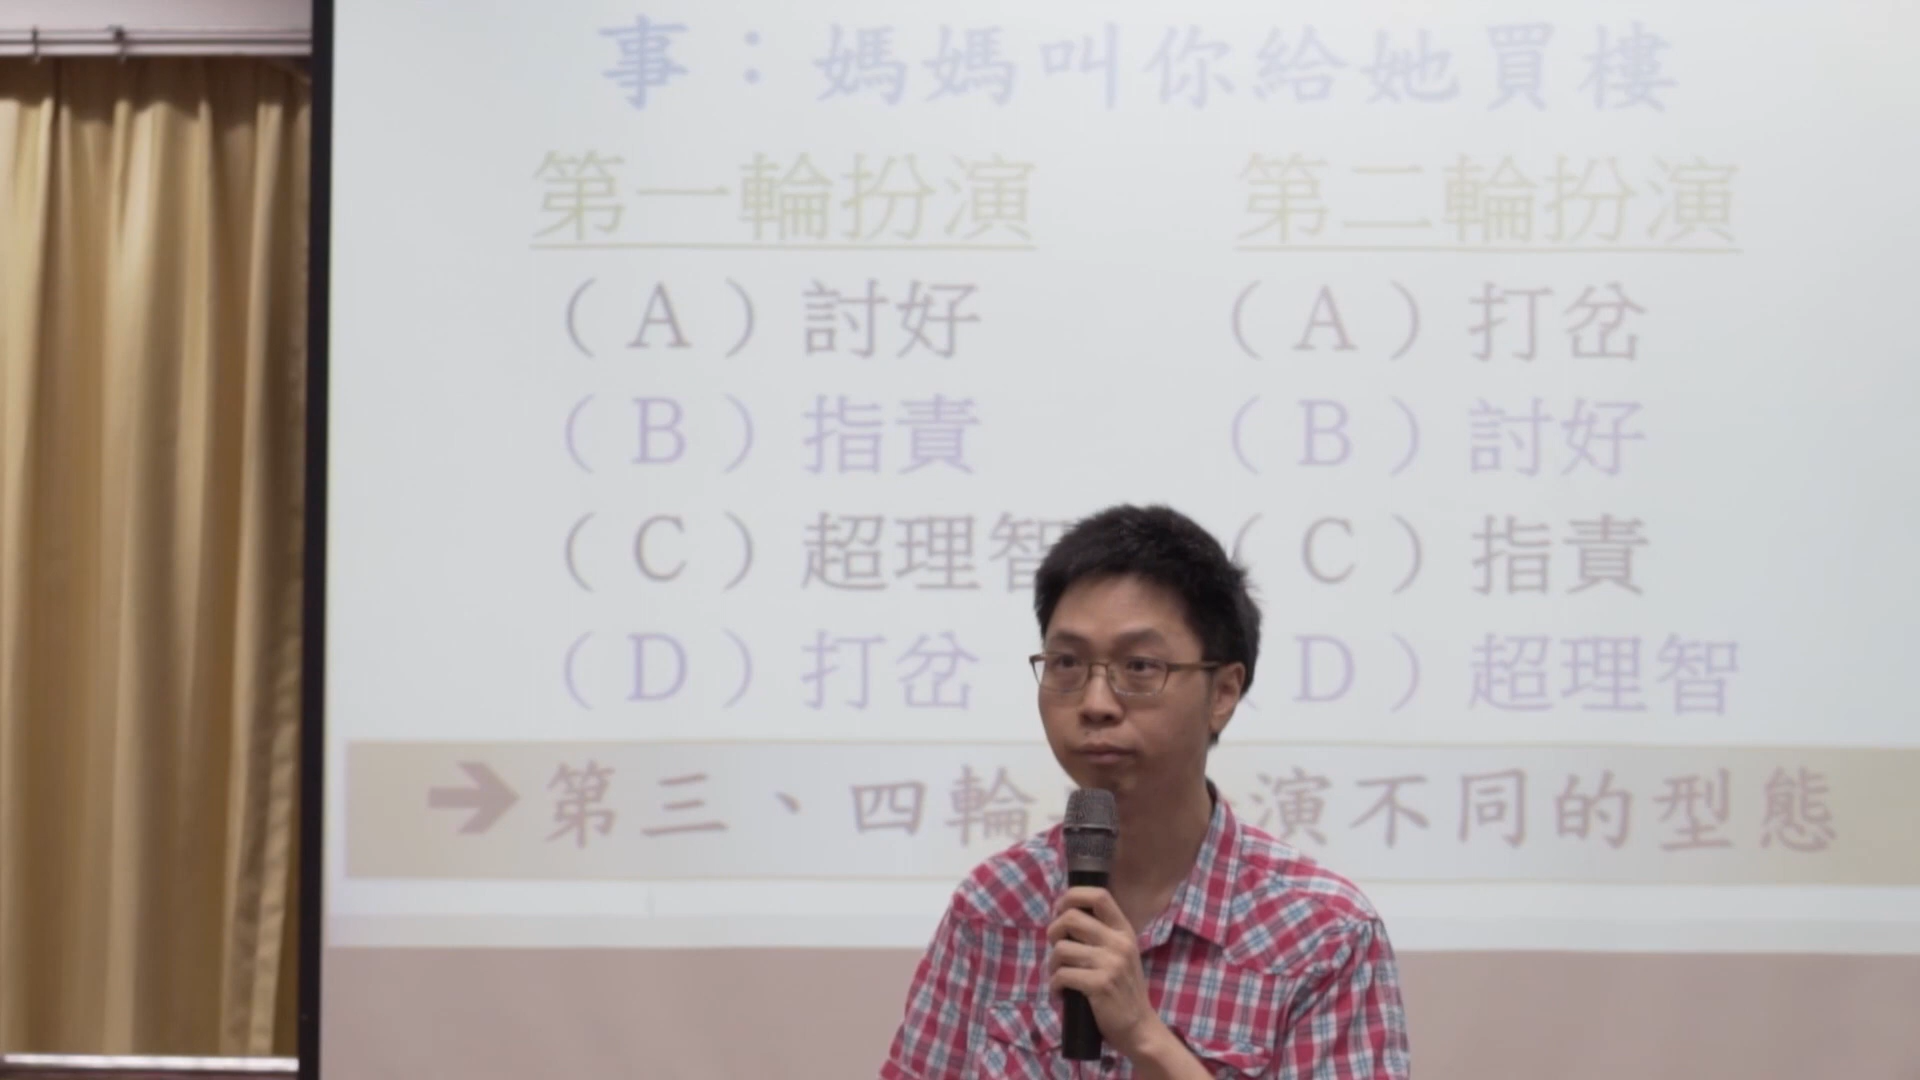 事：媽媽叫你給她買樓
第一輪扮演 第二輪扮演
（A）討好 （A）打岔
（B）指責 （B）討好
（C）超理智 （C）指責
（D）打岔 （D）超理智
➔第三、四輪 演不同的型態